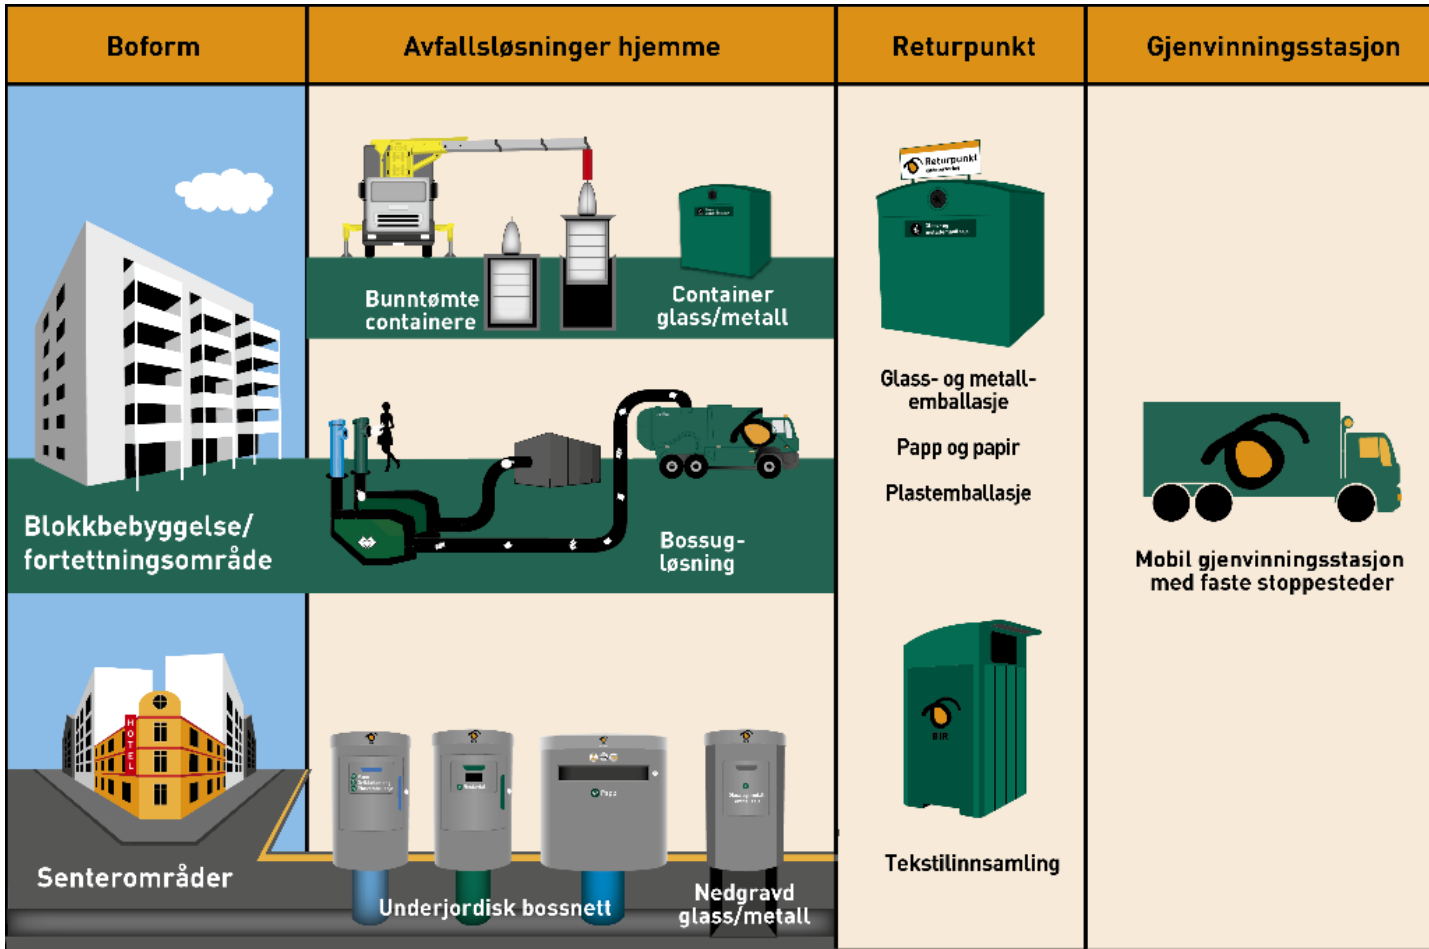 Boform
Avfallsløsninger hjemme
Returpunkt
Gjenvinningsstasjon
Bunntømte
containere
Container
glass/metall
Returpunkt
Glass- og metall-
emballasje
Papp og papir
Plastemballasje
Blokkbebyggelse/
fortettningsområde
Bossug-
løsning
Mobil gjenvinningsstasjon
med faste stoppesteder
HOTEL
Senterområder
Papp
Underjordisk bossnett
Nedgravd
glass/metall
BIR
Tekstilinnsamling